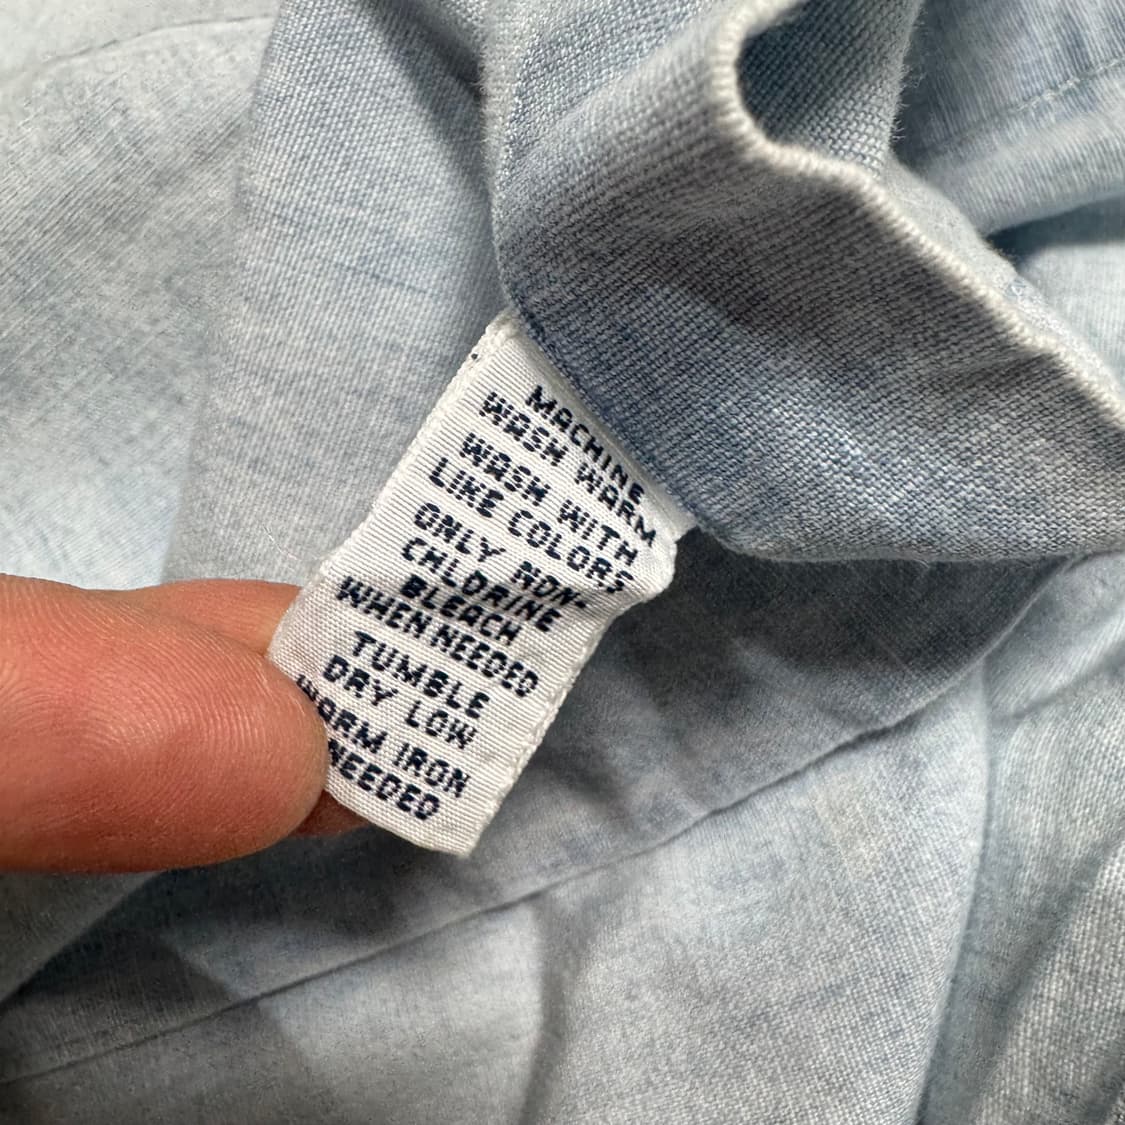 MACHINE
WASH WARM
WASH WITH
LIKE COLORS
ONLY NON-
CHLORINE
BLEACH
WHEN NEEDED
TUMBLE
DRY LOW
WARM IRON
NEEDED